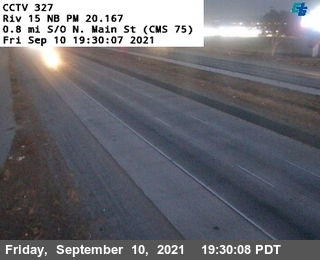 CCTV 327
Riv 15 NB PM 20.167
0.8 mi S/O N. Main St (CMS 75)
Fri Sep 10 19:30:07 2021
Friday, September 10, 2021 19:30:08 PDT